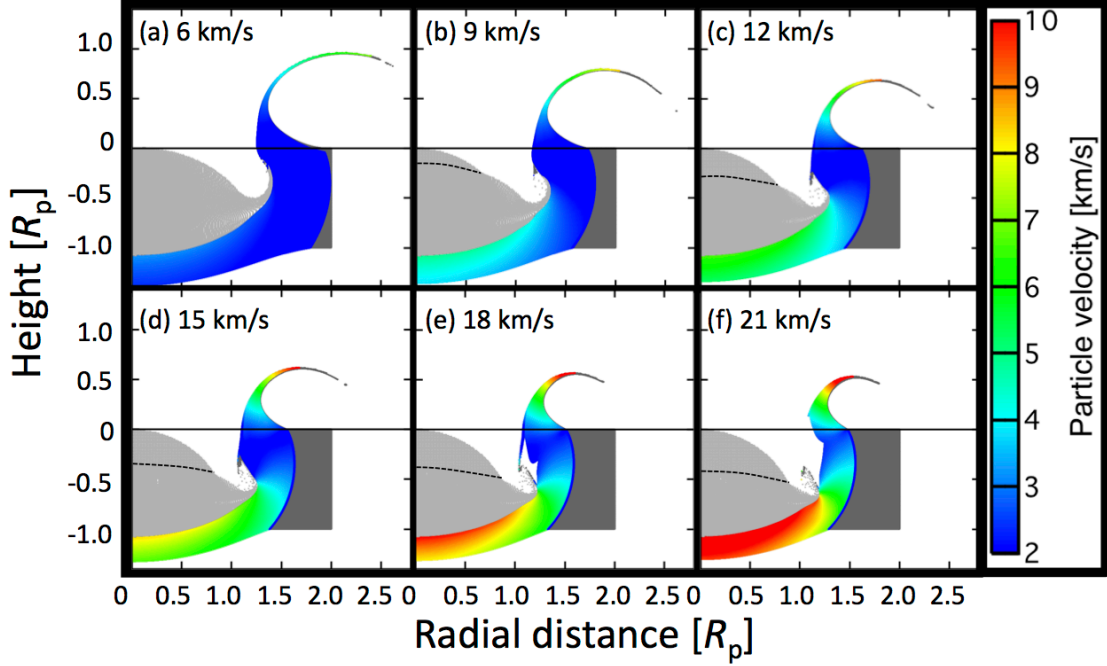 (a) 6 km/s
(b) 9 km/s
(c) 12 km/s
1.0
0.5
0
-0.5
-1.0
(d) 15 km/s
(e) 18 km/s
(f) 21 km/s
1.0
0.5
0
-0.5
-1.0
0 0.5 1.0 1.5 2.0 2.5 0 0.5 1.0 1.5 2.0 2.5 0 0.5 1.0 1.5 2.0 2.5
Height [Rp]
Radial distance [Rp]
10
9
8
7
6
5
4
3
2
Particle velocity [km/s]